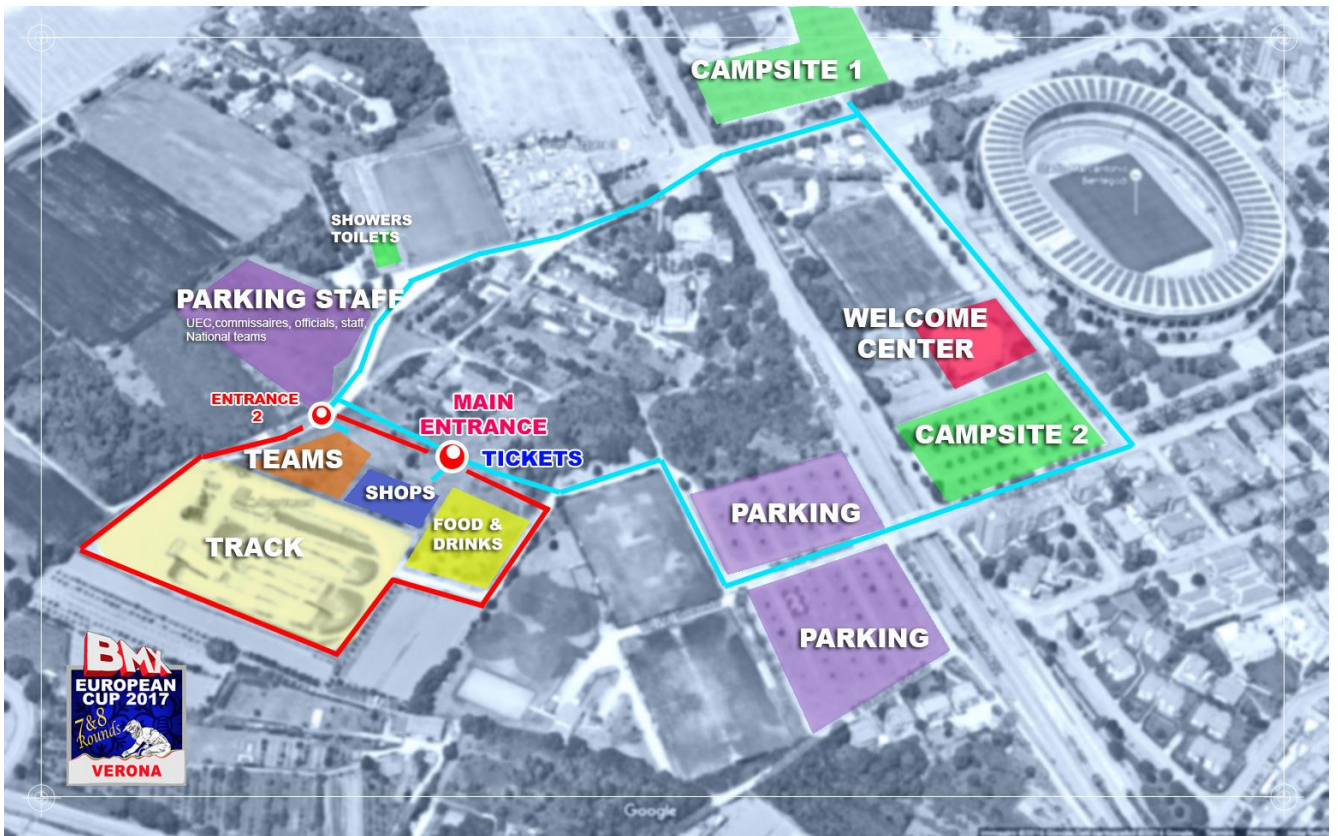 CAMPSITE 1
SHOWERS
TOILETS
PARKING STAFF
UEC,commissaires, officials, staff,
National teams
WELCOME
CENTER
ENTRANCE
2
MAIN
ENTRANCE
TICKETS
CAMPSITE 2
TEAMS
SHOPS
FOOD &
DRINKS
PARKING
TRACK
PARKING
BMX
EUROPEAN
CUP 2017
7&8
Rounds
VERONA
Google